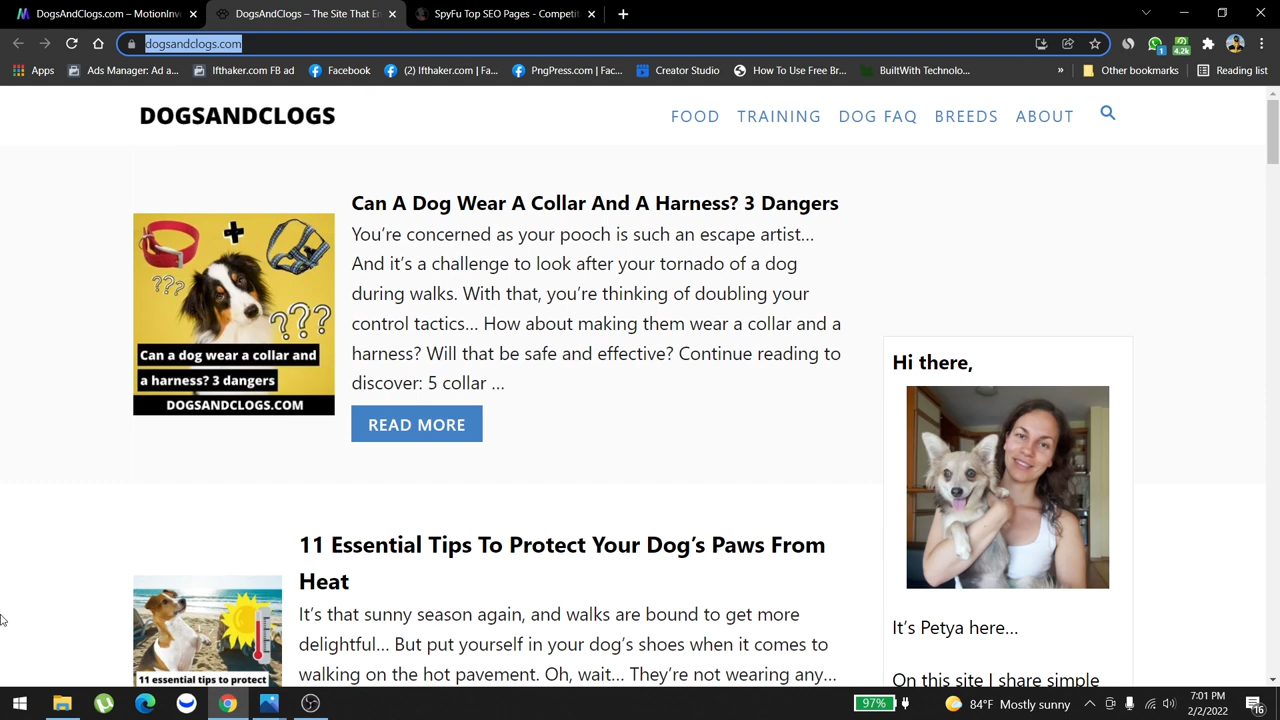 DogsAndClogs.com – MotionInv
DogsAndClogs – The Site That En
SpyFu Top SEO Pages - Competit
dogsandclogs.com
1
4.2k
Apps
Ads Manager: Ad a...
Ifthaker.com FB ad
Facebook
(2) Ifthaker.com | Fa...
PngPress.com | Fac...
Creator Studio
How To Use Free Br...
BuiltWith Technolo...
»
Other bookmarks
Reading list
DOGSANDCLOGS
FOOD TRAINING DOG FAQ BREEDS ABOUT
???
???
Can a dog wear a collar and
a harness? 3 dangers
DOGSANDCLOGS.COM
Can A Dog Wear A Collar And A Harness? 3 Dangers
You're concerned as your pooch is such an escape artist...
And it's a challenge to look after your tornado of a dog
during walks. With that, you're thinking of doubling your
control tactics... How about making them wear a collar and a
harness? Will that be safe and effective? Continue reading to
discover: 5 collar ...
READ MORE
Hi there,
It's Petya here...
On this site I share simple
11 essential tips to protect
11 Essential Tips To Protect Your Dog's Paws From
Heat
It's that sunny season again, and walks are bound to get more
delightful... But put yourself in your dog's shoes when it comes to
walking on the hot pavement. Oh, wait... They're not wearing any...
97%
84°F Mostly sunny
7:01 PM
2/2/2022
16